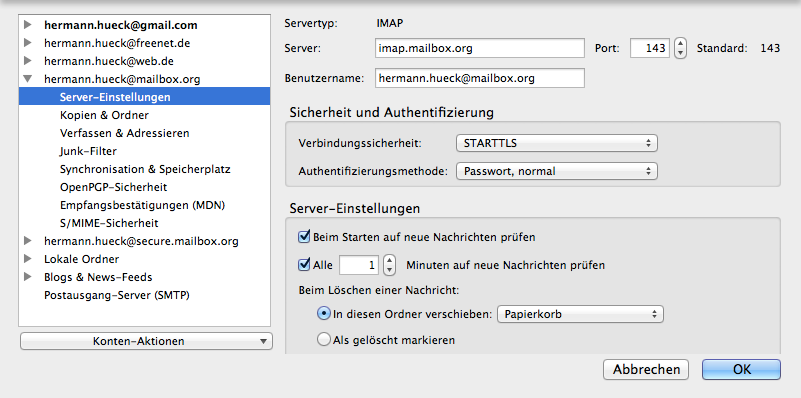 hermann.hueck@gmail.com
hermann.hueck@freenet.de
hermann.hueck@web.de
hermann.hueck@mailbox.org
Server-Einstellungen
Kopien & Ordner
Verfassen & Adressieren
Junk-Filter
Synchronisation & Speicherplatz
OpenPGP-Sicherheit
Empfangsbestätigungen (MDN)
S/MIME-Sicherheit
hermann.hueck@secure.mailbox.org
Lokale Ordner
Blogs & News-Feeds
Postausgang-Server (SMTP)
Konten-Aktionen
Servertyp: IMAP
Server: imap.mailbox.org Port: 143 Standard: 143
Benutzername: hermann.hueck@mailbox.org
Sicherheit und Authentifizierung
Verbindungssicherheit: STARTTLS
Authentifizierungsmethode: Passwort, normal
Server-Einstellungen
Beim Starten auf neue Nachrichten prüfen
Alle 1 Minuten auf neue Nachrichten prüfen
Beim Löschen einer Nachricht:
In diesen Ordner verschieben: Papierkorb
Als gelöscht markieren
Abbrechen OK